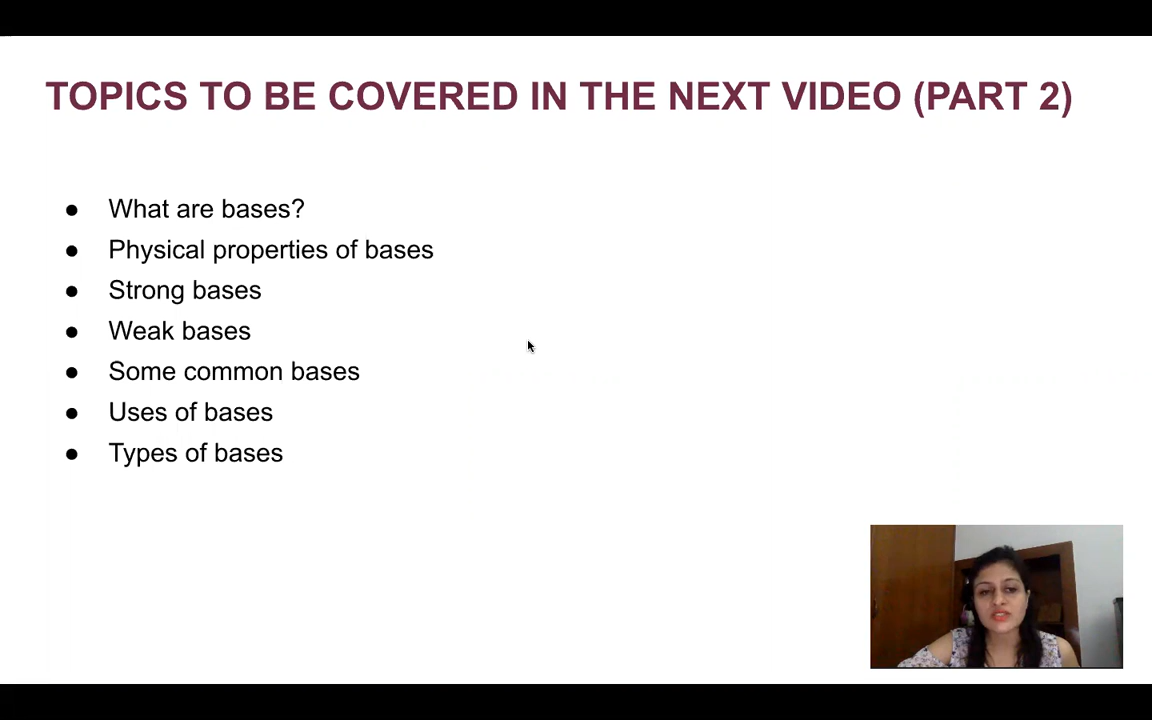 TOPICS TO BE COVERED IN THE NEXT VIDEO (PART 2)
● What are bases?
● Physical properties of bases
● Strong bases
● Weak bases
● Some common bases
● Uses of bases
● Types of bases